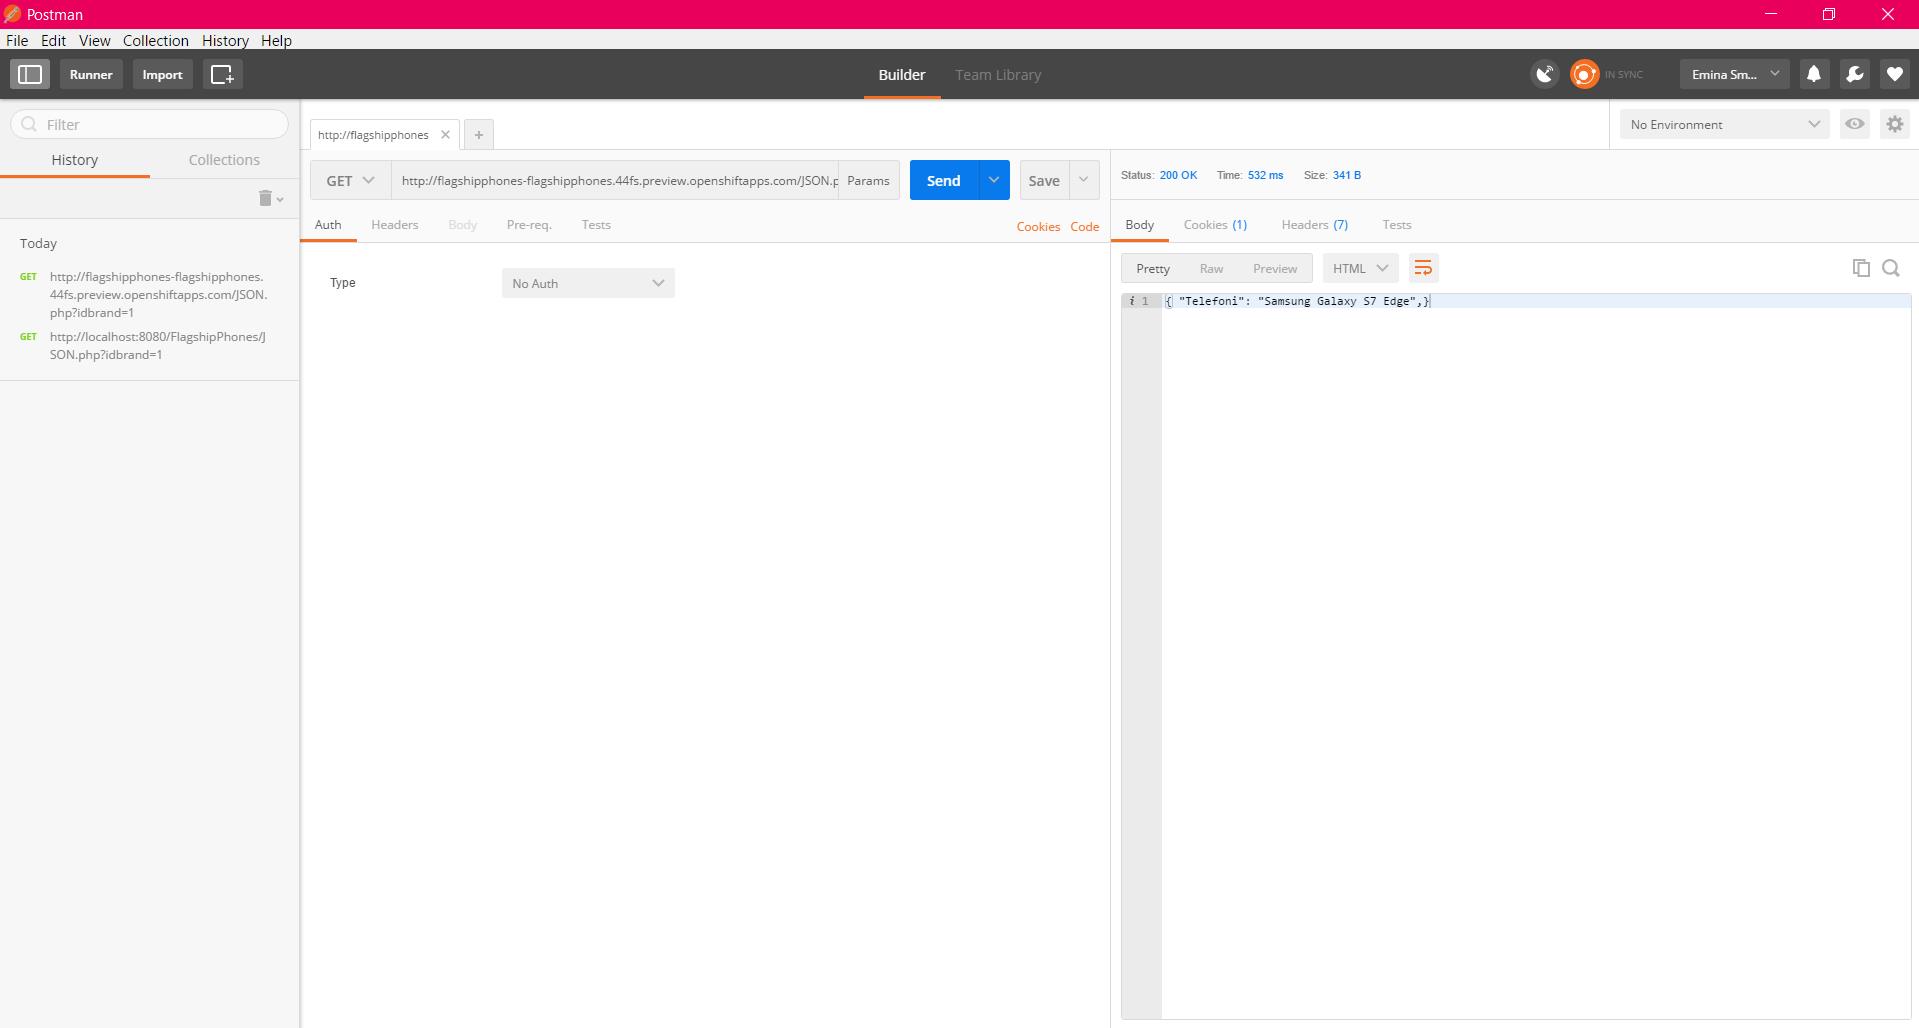 Postman
File Edit View Collection History Help
Runner Import Builder Team Library IN SYNC Emina Sm...
Filter
History Collections
Today
GET http://flagshipphones-flagshipphones.
44fs.preview.openshiftapps.com/JSON.
php?idbrand=1
GET http://localhost:8080/FlagshipPhones/J
SON.php?idbrand=1
http://flagshipphones
No Environment
GET http://flagshipphones-flagshipphones.44fs.preview.openshiftapps.com/JSON.p Params Send Save
Auth Headers Body Pre-req. Tests Cookies Code
Type No Auth
Status: 200 OK Time: 532 ms Size: 341 B
Body Cookies (1) Headers (7) Tests
Pretty Raw Preview HTML
i 1 { "Telefoni": "Samsung Galaxy S7 Edge",}